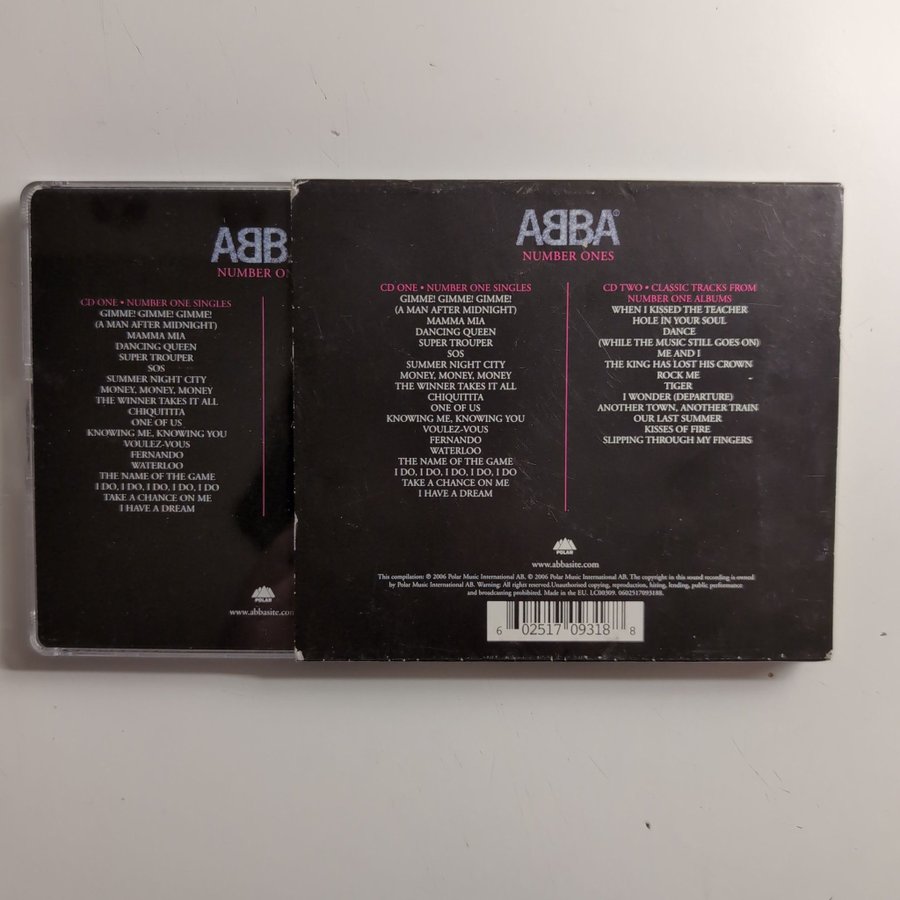 ABBA
NUMBER ON
CD ONE • NUMBER ONE SINGLES
GIMME! GIMME! GIMME!
(A MAN AFTER MIDNIGHT)
MAMMA MIA
DANCING QUEEN
SUPER TROUPER
SOS
SUMMER NIGHT CITY
MONEY, MONEY, MONEY
THE WINNER TAKES IT ALL
CHIQUITITA
ONE OF US
KNOWING ME, KNOWING YOU
VOULEZ-VOUS
FERNANDO
WATERLOO
THE NAME OF THE GAME
I DO, I DO, I DO, I DO, I DO
TAKE A CHANCE ON ME
I HAVE A DREAM
POLAR
www.abbasite.com
ABBA®
NUMBER ONES
CD ONE • NUMBER ONE SINGLES
GIMME! GIMME! GIMME!
(A MAN AFTER MIDNIGHT)
MAMMA MIA
DANCING QUEEN
SUPER TROUPER
SOS
SUMMER NIGHT CITY
MONEY, MONEY, MONEY
THE WINNER TAKES IT ALL
CHIQUITITA
ONE OF US
KNOWING ME, KNOWING YOU
VOULEZ-VOUS
FERNANDO
WATERLOO
THE NAME OF THE GAME
I DO, I DO, I DO, I DO, I DO
TAKE A CHANCE ON ME
I HAVE A DREAM
CD TWO • CLASSIC TRACKS FROM
NUMBER ONE ALBUMS
WHEN I KISSED THE TEACHER
HOLE IN YOUR SOUL
DANCE
(WHILE THE MUSIC STILL GOES ON)
ME AND I
THE KING HAS LOST HIS CROWN
ROCK ME
TIGER
I WONDER (DEPARTURE)
ANOTHER TOWN, ANOTHER TRAIN
OUR LAST SUMMER
KISSES OF FIRE
SLIPPING THROUGH MY FINGERS
POLAR
www.abbasite.com
This compilation: ℗ 2006 Polar Music International AB. © 2006 Polar Music International AB. The copyright in this sound recording is owned
by Polar Music International AB. Warning: All rights reserved.Unauthorised copying, reproduction, hiring, lending, public performance
and broadcasting prohibited. Made in the EU. LC00309. 0602517093188.
6 02517 09318 8